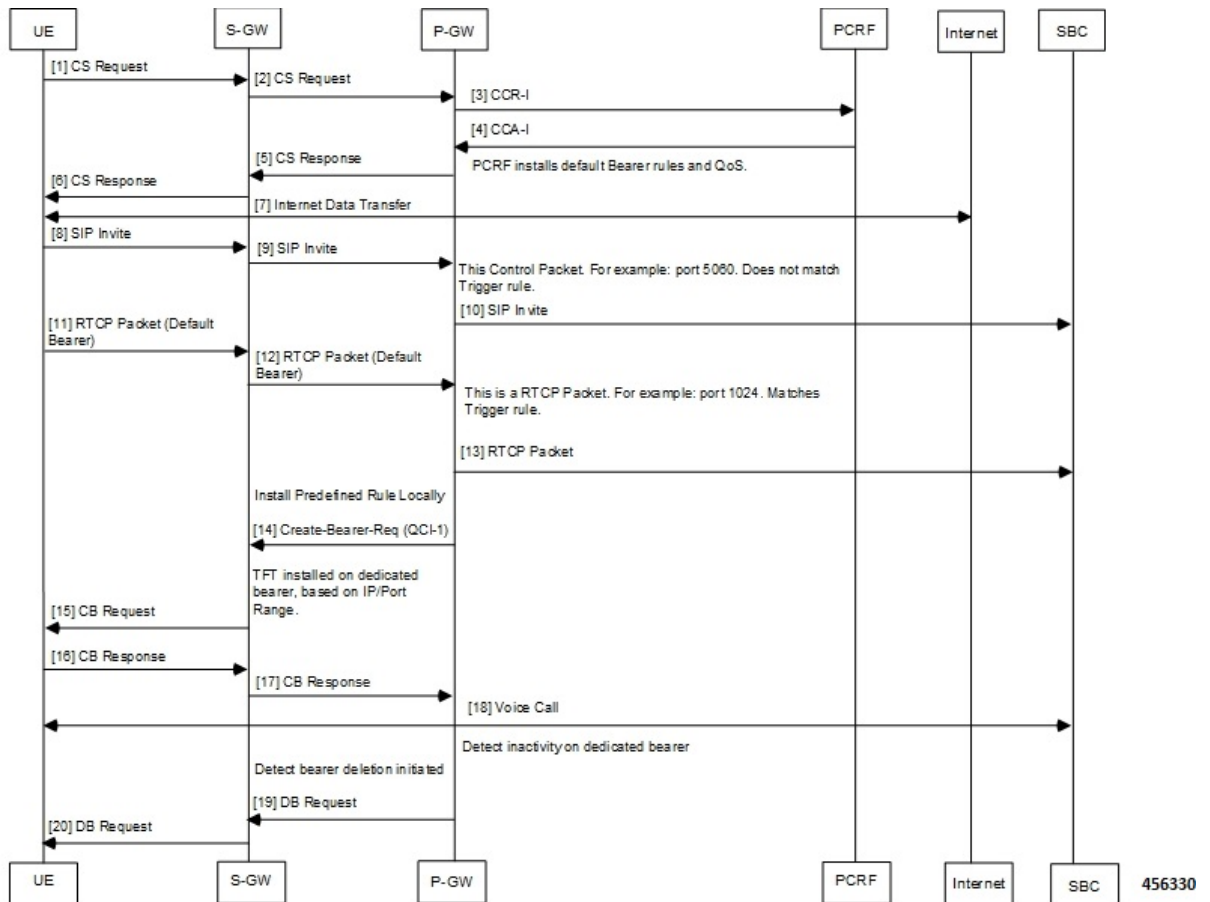 UE
S-GW
P-GW
PCRF
Internet
SBC
[1] CS Request
[2] CS Request
[3] CCR-I
[4] CCA-I
PCRF installs default Bearer rules and QoS.
[5] CS Response
[6] CS Response
[7] Internet Data Transfer
[8] SIP Invite
[9] SIP Invite
This Control Packet. For example: port 5060. Does not match
Trigger rule.
[10] SIP Invite
[11] RTCP Packet (Default
Bearer)
[12] RTCP Packet (Default
Bearer)
This is a RTCP Packet. For example: port 1024. Matches
Trigger rule.
[13] RTCP Packet
Install Predefined Rule Locally
[14] Create-Bearer-Req (QCI-1)
TFT installed on dedicated
bearer, based on IP/Port
Range.
[15] CB Request
[16] CB Response
[17] CB Response
[18] Voice Call
Detect inactivity on dedicated bearer
Detect bearer deletion initiated
[19] DB Request
[20] DB Request
UE
S-GW
P-GW
PCRF
Internet
SBC
456330